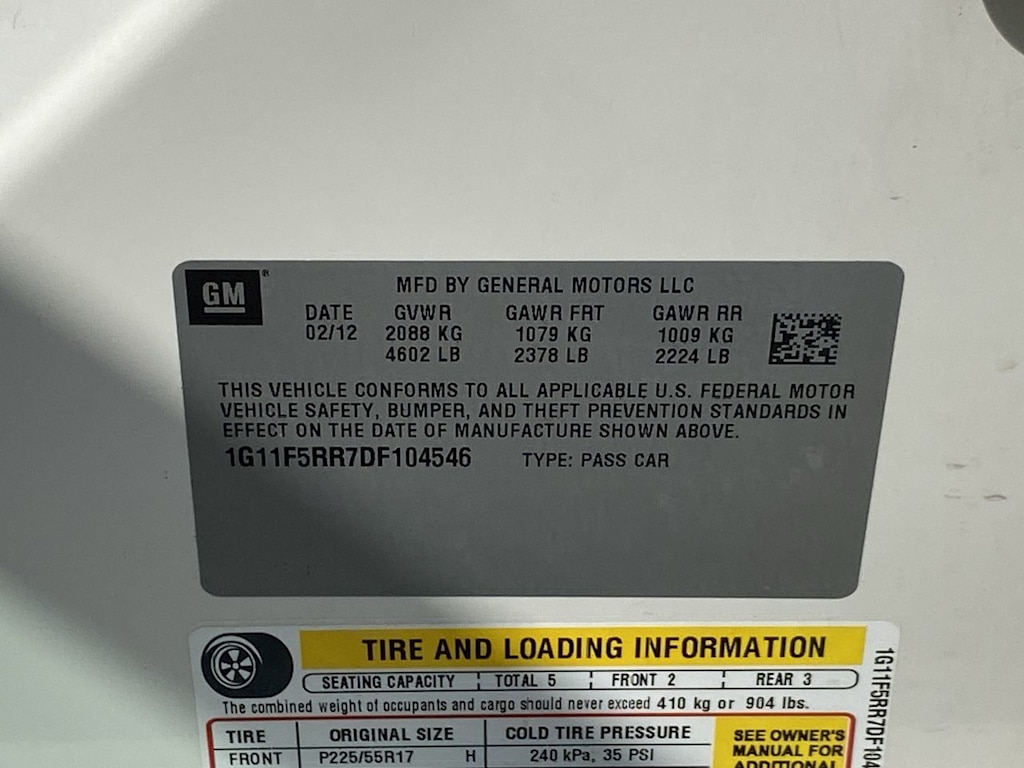 GM ®
MFD BY GENERAL MOTORS LLC
DATE GVWR GAWR FRT GAWR RR
02/12 2088 KG 1079 KG 1009 KG
4602 LB 2378 LB 2224 LB
THIS VEHICLE CONFORMS TO ALL APPLICABLE U.S. FEDERAL MOTOR
VEHICLE SAFETY, BUMPER, AND THEFT PREVENTION STANDARDS IN
EFFECT ON THE DATE OF MANUFACTURE SHOWN ABOVE.
1G11F5RR7DF104546 TYPE: PASS CAR
TIRE AND LOADING INFORMATION
SEATING CAPACITY TOTAL 5 FRONT 2 REAR 3
The combined weight of occupants and cargo should never exceed 410 kg or 904 lbs.
TIRE ORIGINAL SIZE COLD TIRE PRESSURE SEE OWNER'S
MANUAL FOR
FRONT P225/55R17 H 240 kPa, 35 PSI
ADDITIONAL
1G11F5RR7DF104